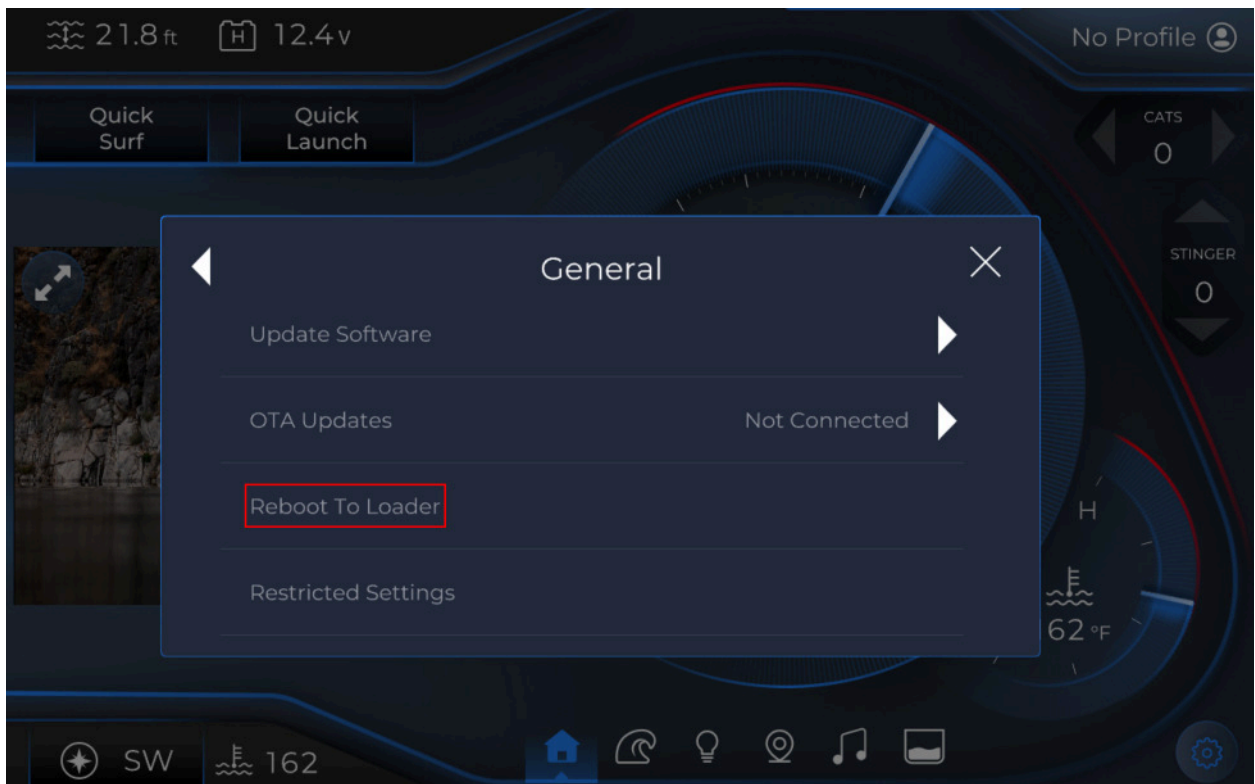 21.8 ft
H 12.4 v
No Profile
Quick
Surf
Quick
Launch
CATS
0
STINGER
0
General
Update Software
OTA Updates Not Connected
Reboot To Loader
Restricted Settings
H
62 °F
SW
162